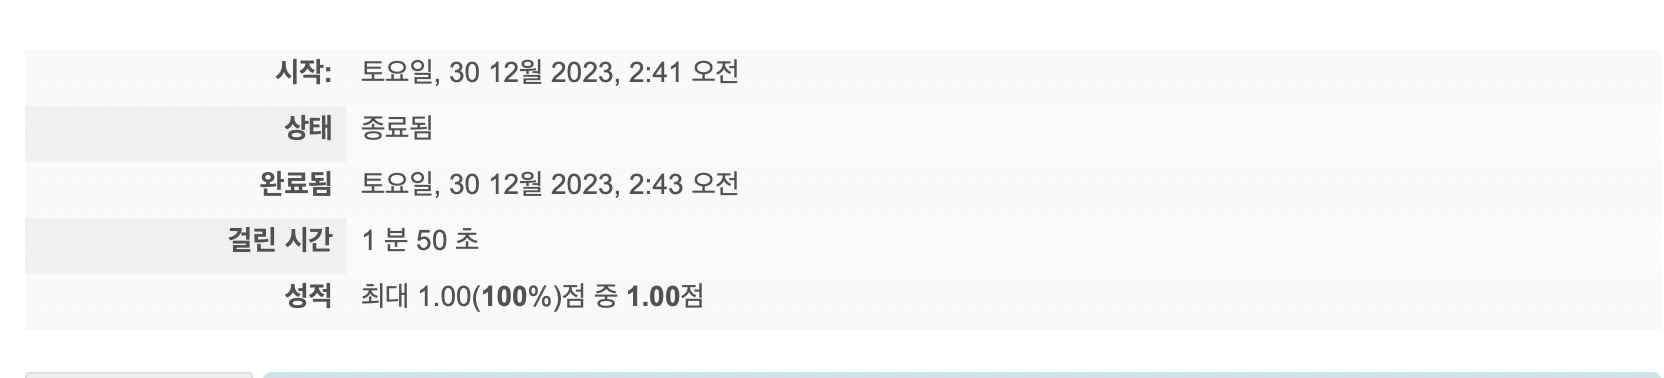 시작: 토요일, 30 12월 2023, 2:41 오전
상태 종료됨
완료됨 토요일, 30 12월 2023, 2:43 오전
걸린 시간 1 분 50 초
성적 최대 1.00(100%)점 중 1.00점